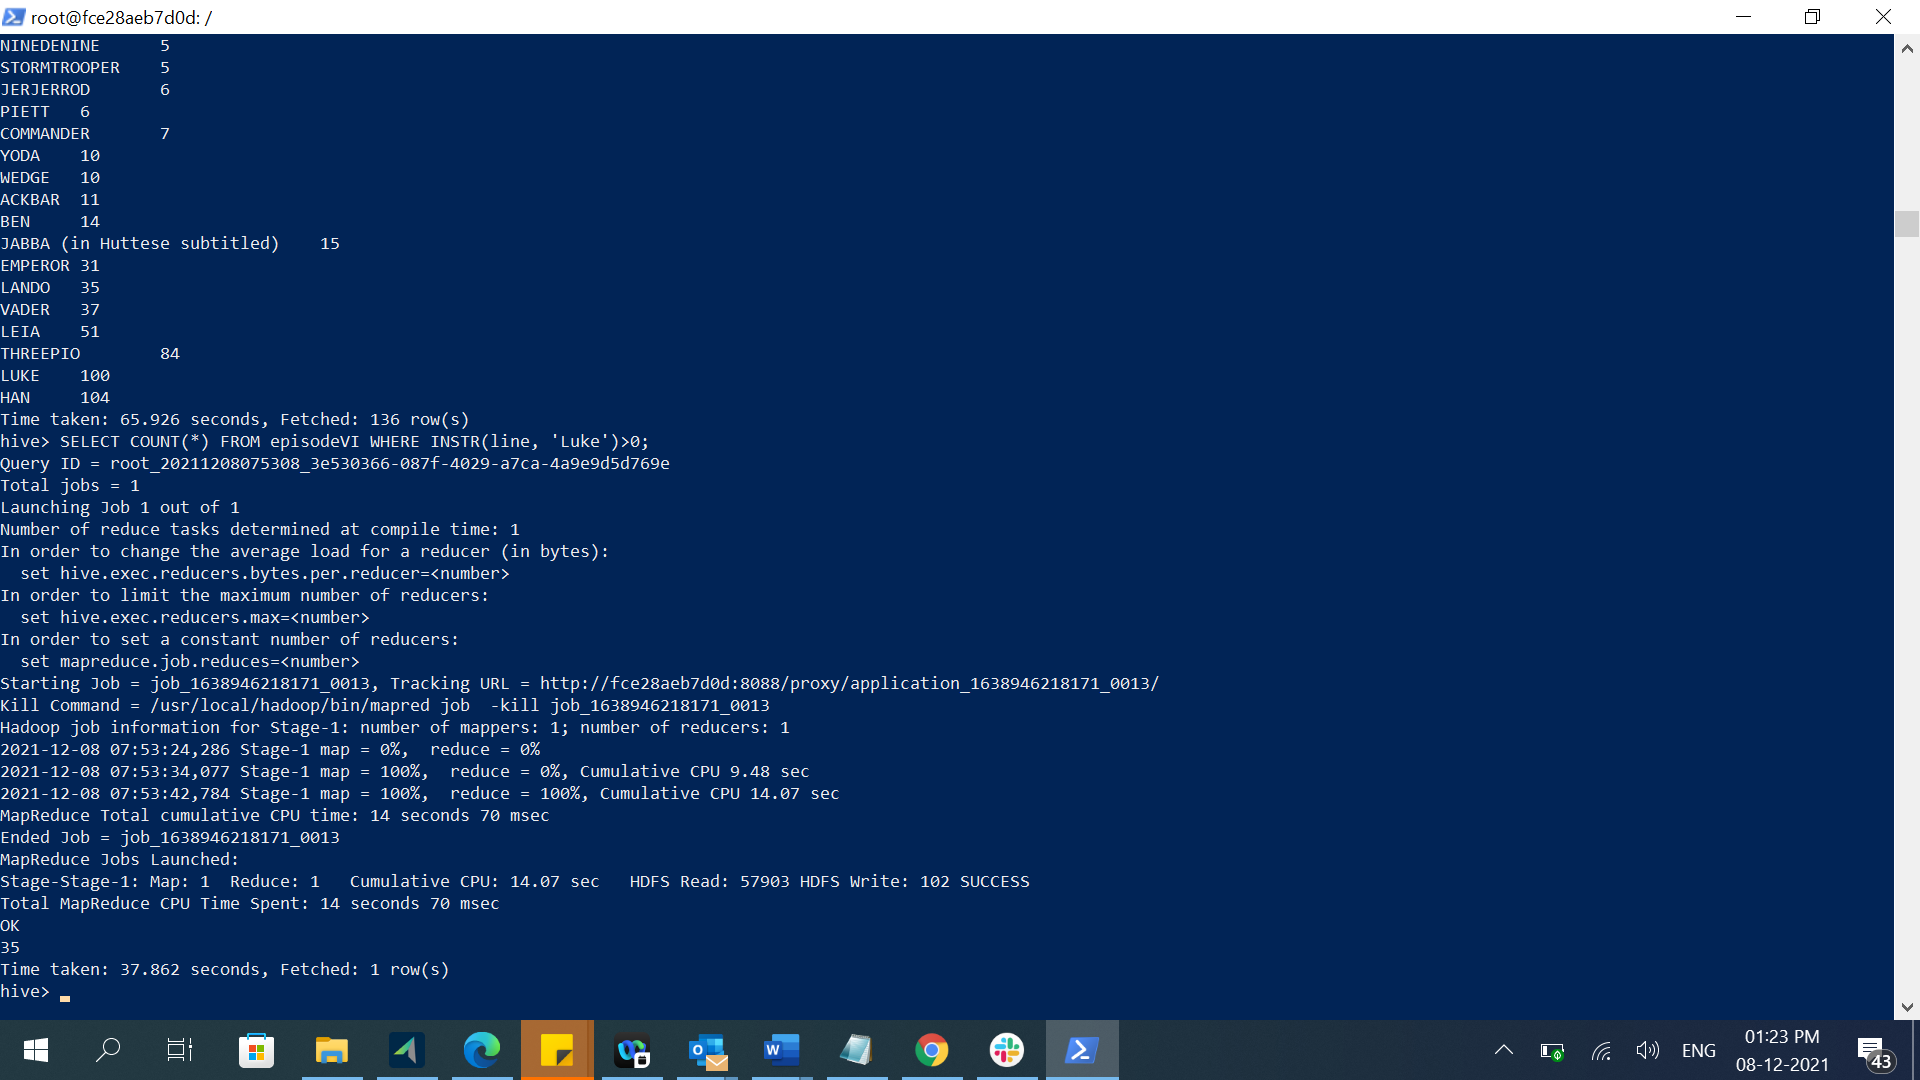 root@fce28aeb7d0d: /
NINEDENINE 5
STORMTROOPER 5
JERJERROD 6
PIETT 6
COMMANDER 7
YODA 10
WEDGE 10
ACKBAR 11
BEN 14
JABBA (in Huttese subtitled) 15
EMPEROR 31
LANDO 35
VADER 37
LEIA 51
THREEPIO 84
LUKE 100
HAN 104
Time taken: 65.926 seconds, Fetched: 136 row(s)
hive> SELECT COUNT(*) FROM episodeVI WHERE INSTR(line, 'Luke')>0;
Query ID = root_20211208075308_3e530366-087f-4029-a7ca-4a9e9d5d769e
Total jobs = 1
Launching Job 1 out of 1
Number of reduce tasks determined at compile time: 1
In order to change the average load for a reducer (in bytes):
  set hive.exec.reducers.bytes.per.reducer=<number>
In order to limit the maximum number of reducers:
  set hive.exec.reducers.max=<number>
In order to set a constant number of reducers:
  set mapreduce.job.reduces=<number>
Starting Job = job_1638946218171_0013, Tracking URL = http://fce28aeb7d0d:8088/proxy/application_1638946218171_0013/
Kill Command = /usr/local/hadoop/bin/mapred job  -kill job_1638946218171_0013
Hadoop job information for Stage-1: number of mappers: 1; number of reducers: 1
2021-12-08 07:53:24,286 Stage-1 map = 0%,  reduce = 0%
2021-12-08 07:53:34,077 Stage-1 map = 100%,  reduce = 0%, Cumulative CPU 9.48 sec
2021-12-08 07:53:42,784 Stage-1 map = 100%,  reduce = 100%, Cumulative CPU 14.07 sec
MapReduce Total cumulative CPU time: 14 seconds 70 msec
Ended Job = job_1638946218171_0013
MapReduce Jobs Launched:
Stage-Stage-1: Map: 1  Reduce: 1   Cumulative CPU: 14.07 sec   HDFS Read: 57903 HDFS Write: 102 SUCCESS
Total MapReduce CPU Time Spent: 14 seconds 70 msec
OK
35
Time taken: 37.862 seconds, Fetched: 1 row(s)
hive>
ENG
01:23 PM
08-12-2021
43